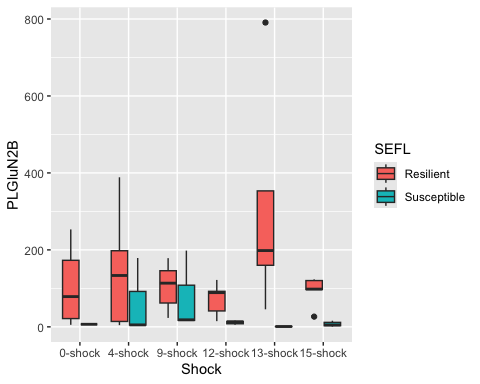 800
600
400
200
0
PLGluN2B
0-shock 4-shock 9-shock 12-shock 13-shock 15-shock
Shock
SEFL
Resilient
Susceptible